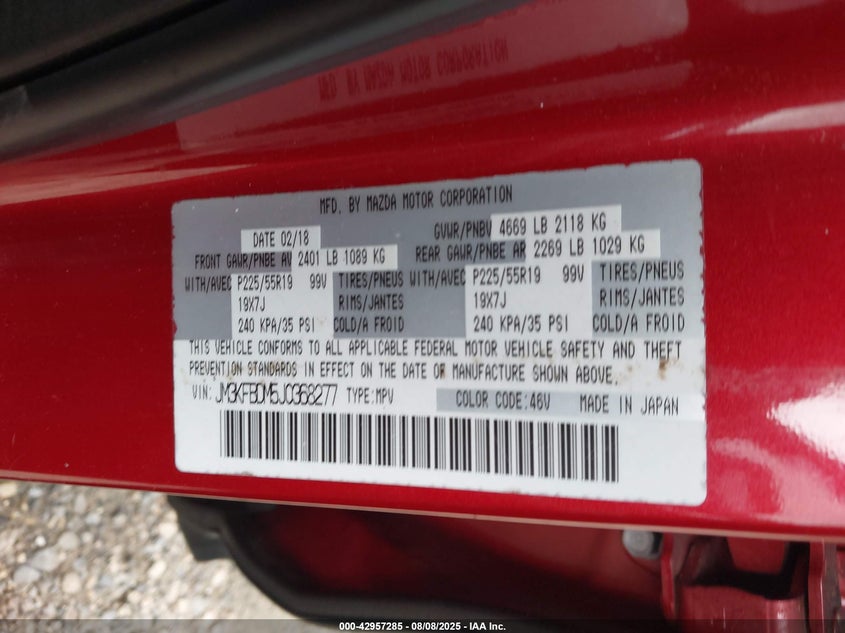 MFD. BY MAZDA MOTOR CORPORATION
DATE 02/18 GVWR/PNBV 4669 LB 2118 KG
FRONT GAWR/PNBE AV 2401 LB 1089 KG REAR GAWR/PNBE AR 2269 LB 1029 KG
WITH/AVEC P225/55R19 99V TIRES/PNEUS WITH/AVEC P225/55R19 99V TIRES/PNEUS
19X7J RIMS/JANTES 19X7J RIMS/JANTES
240 KPA/35 PSI COLD/A FROID 240 KPA/35 PSI COLD/A FROID
THIS VEHICLE CONFORMS TO ALL APPLICABLE FEDERAL MOTOR VEHICLE SAFETY AND THEFT
PREVENTION STANDARDS IN EFFECT ON THE DATE OF MANUFACTURE SHOWN ABOVE.
VIN: JM3KFBDM5J0368277 TYPE:MPV COLOR CODE:46V MADE IN JAPAN
000-42957285 - 08/08/2025 - IAA Inc.